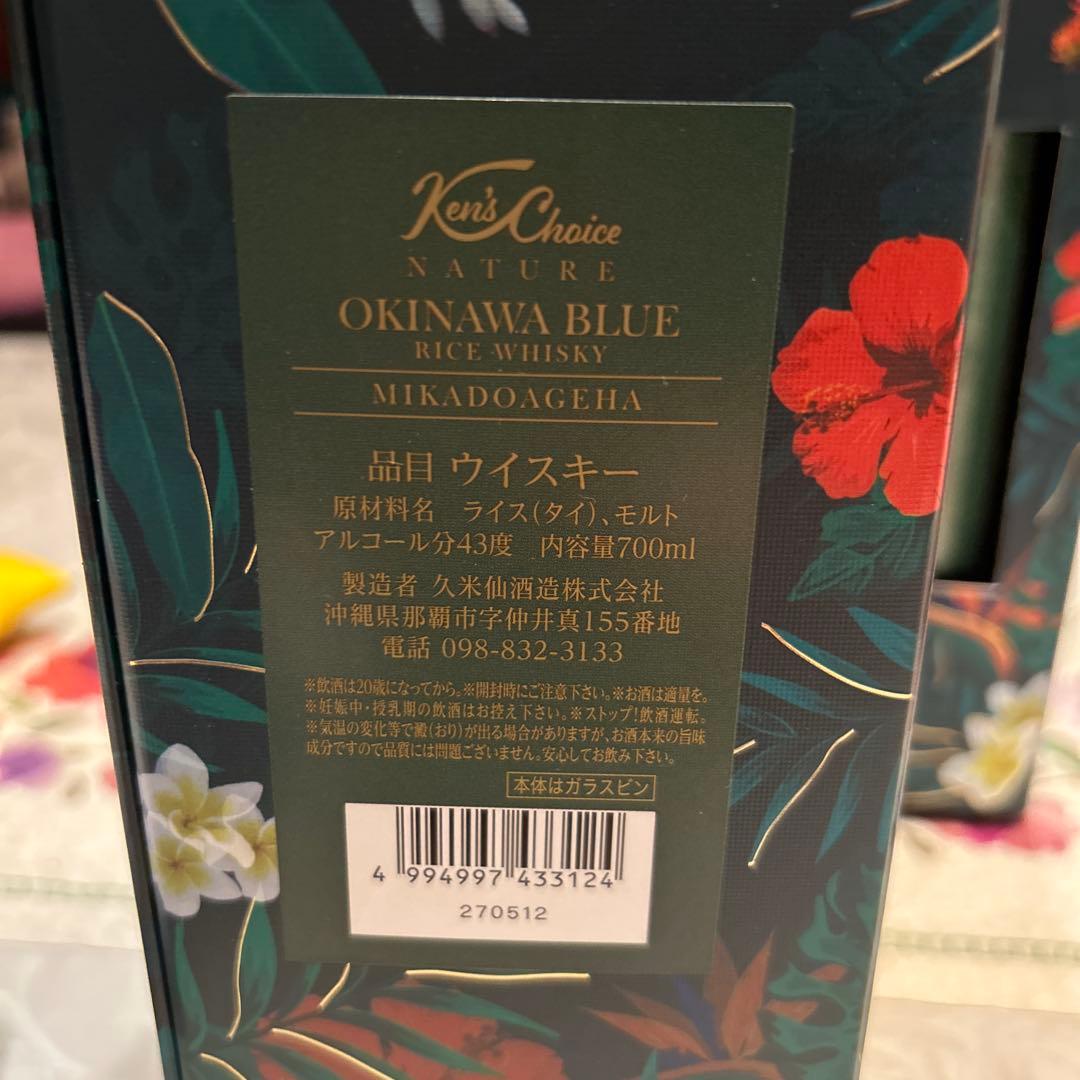 Ken's Choice
NATURE
OKINAWA BLUE
RICE WHISKY
MIKADOAGEHA
品目 ウイスキー
原材料名 ライス(タイ)、モルト
アルコール分43度 内容量700ml
製造者 久米仙酒造株式会社
沖縄県那覇市字仲井真155番地
電話 098-832-3133
※飲酒は20歳になってから。※開封時にご注意下さい。※お酒は適量を。
※妊娠中・授乳期の飲酒はお控え下さい。※ストップ!飲酒運転。
※気温の変化等で澱(おり)が出る場合がありますが、お酒本来の旨味
成分ですので品質には問題ございません。安心してお飲み下さい。
本体はガラスビン
4 994997 433124
270512